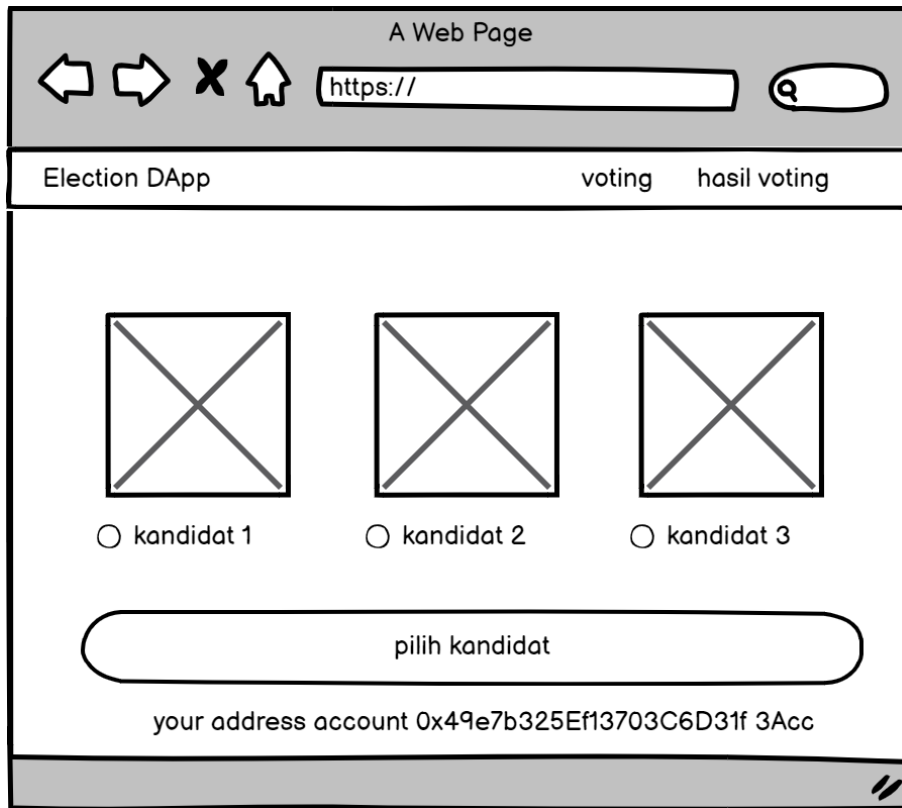 A Web Page
https://
Election DApp voting hasil voting
kandidat 1 kandidat 2 kandidat 3
pilih kandidat
your address account 0x49e7b325Ef13703C6D31f 3Acc